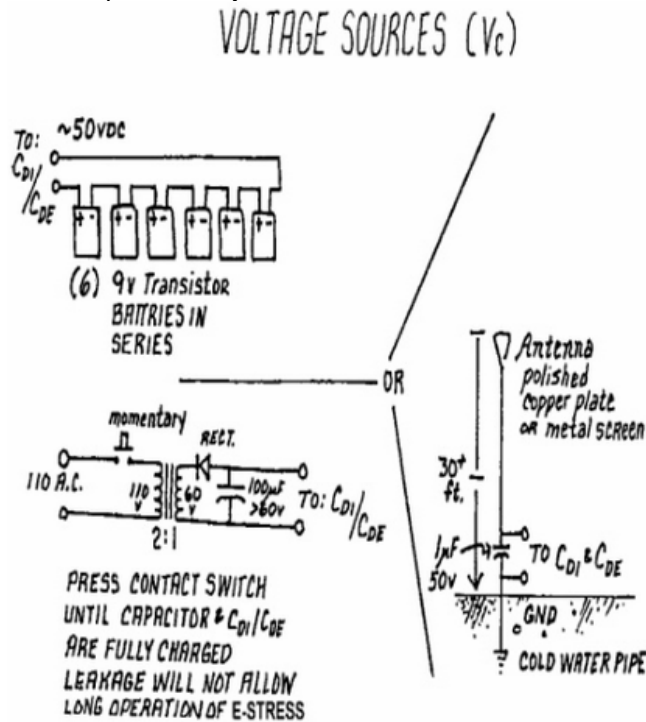 VOLTAGE SOURCES (Vc)
~50VDC
TO:
CDI
/CDE
+ - + - + - + - + - + -
(6) 9v Transistor
BATTRIES IN
SERIES
OR
momentary
RECT.
110 A.C.
110
V
60
V
100µF
>60V
2:1
TO: CDI
/CDE
PRESS CONTACT SWITCH
UNTIL CAPACITOR & CDI/CDE
ARE FULLY CHARGED
LEAKAGE WILL NOT ALLOW
LONG OPERATION OF E-STRESS
Antenna
polished
copper plate
OR metal screen
30+
ft.
1µF
50V
TO CDI & CDE
GND
COLD WATER PIPE